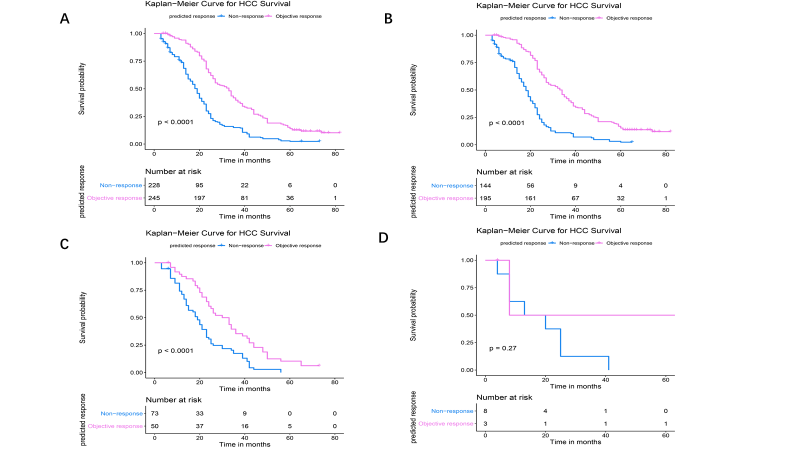 A
Kaplan−Meier Curve for HCC Survival
predicted response Non−response Objective response
Survival probability
1.00
0.75
0.50
0.25
0.00
p < 0.0001
0 20 40 60 80
Time in months
Number at risk
predicted response
Non−response 228 95 22 6 0
Objective response 245 197 81 36 1
0 20 40 60 80
Time in months
B
Kaplan−Meier Curve for HCC Survival
predicted response Non−response Objective response
Survival probability
1.00
0.75
0.50
0.25
0.00
p < 0.0001
0 20 40 60 80
Time in months
Number at risk
predicted response
Non−response 144 56 9 4 0
Objective response 195 161 67 32 1
0 20 40 60 80
Time in months
C
Kaplan−Meier Curve for HCC Survival
predicted response Non−response Objective response
Survival probability
1.00
0.75
0.50
0.25
0.00
p < 0.0001
0 20 40 60 80
Time in months
Number at risk
predicted response
Non−response 73 33 9 0 0
Objective response 50 37 16 5 0
0 20 40 60 80
Time in months
D
Kaplan−Meier Curve for HCC Survival
predicted response Non−response Objective response
Survival probability
1.00
0.75
0.50
0.25
0.00
p = 0.27
0 20 40 60
Time in months
Number at risk
predicted response
Non−response 8 4 1 0
Objective response 3 1 1 1
0 20 40 60
Time in months